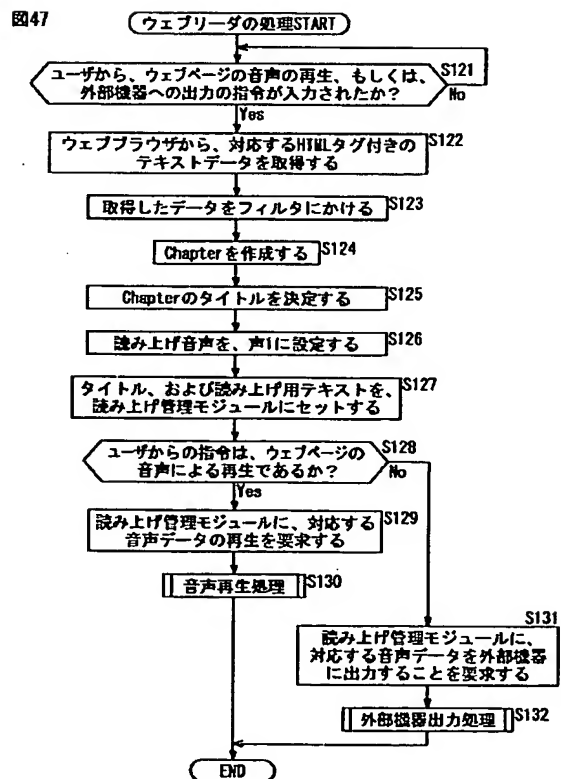 図47
ウェブリーダの処理START
ユーザから、ウェブページの音声の再生、もしくは、
外部機器への出力の指令が入力されたか?
S121
No
Yes
ウェブブラウザから、対応するHTMLタグ付きの
テキストデータを取得する
S122
取得したデータをフィルタにかける
S123
Chapterを作成する
S124
Chapterのタイトルを決定する
S125
読み上げ音声を、声1に設定する
S126
タイトル、および読み上げ用テキストを、
読み上げ管理モジュールにセットする
S127
ユーザからの指令は、ウェブページの
音声による再生であるか?
S128
No
Yes
読み上げ管理モジュールに、対応する
音声データの再生を要求する
S129
音声再生処理
S130
S131
読み上げ管理モジュールに、
対応する音声データを外部機器
に出力することを要求する
外部機器出力処理
S132
END